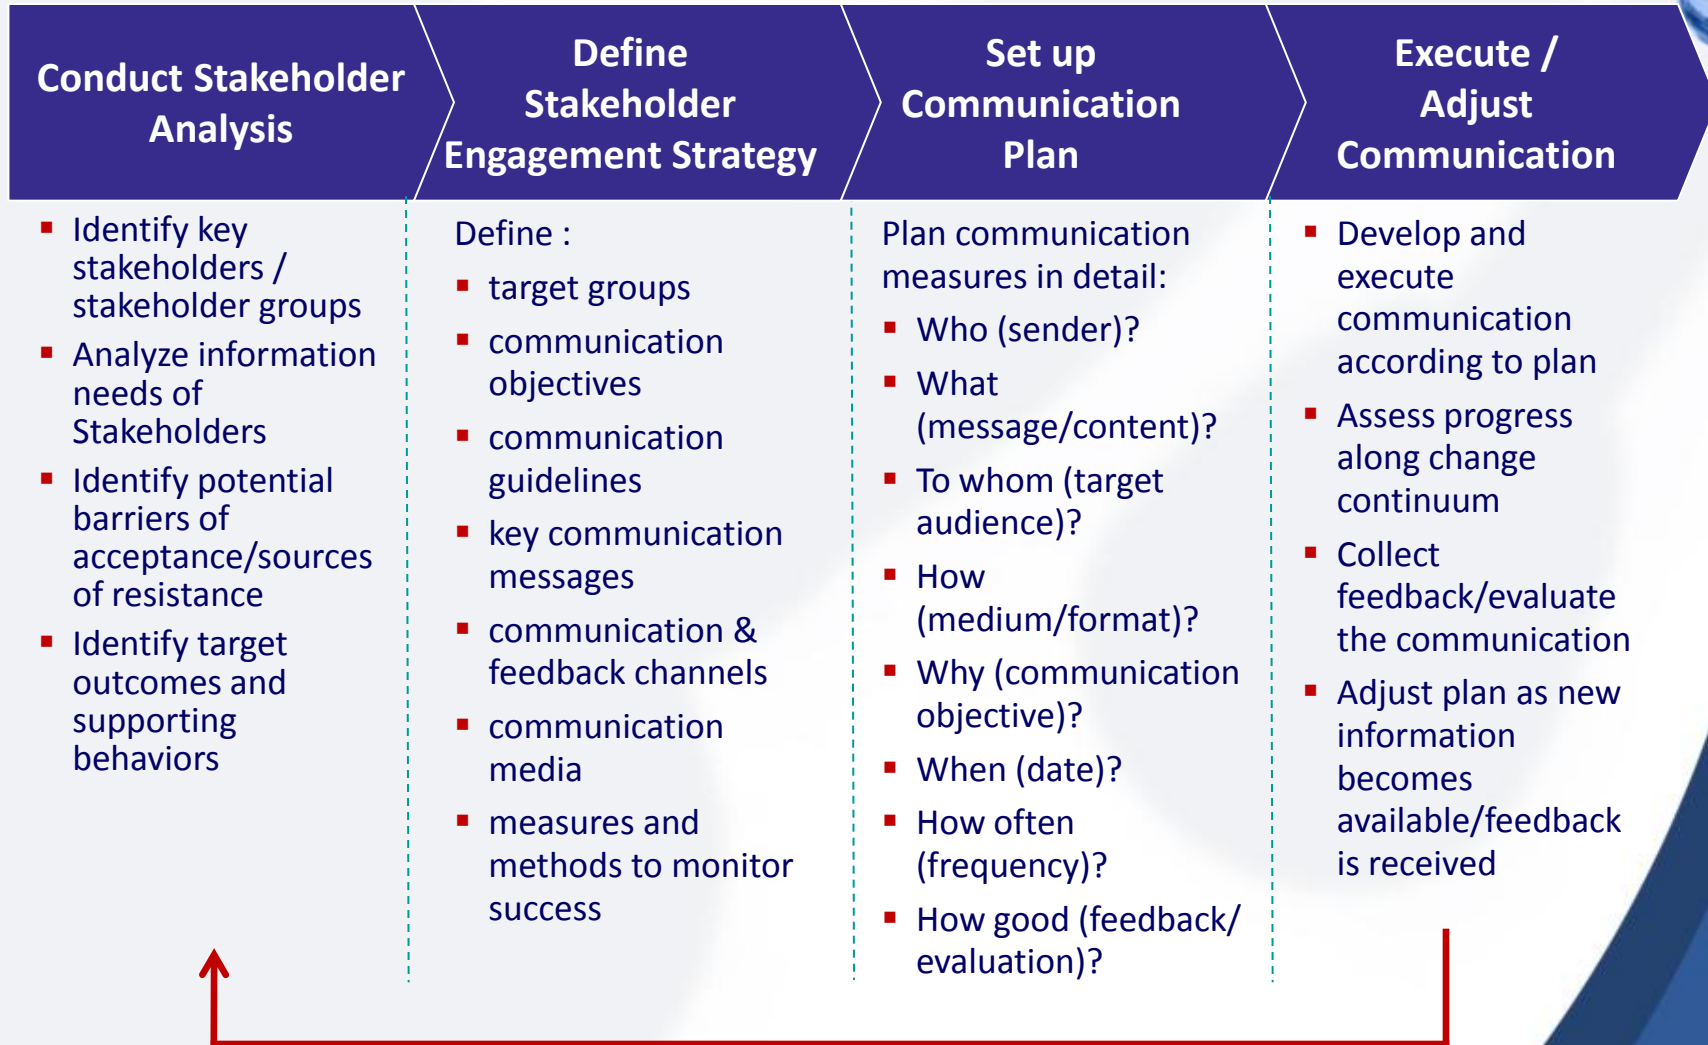 Conduct Stakeholder
Analysis
Define
Stakeholder
Engagement Strategy
Set up
Communication
Plan
Execute /
Adjust
Communication
▪ Identify key
stakeholders /
stakeholder groups
▪ Analyze information
needs of
Stakeholders
▪ Identify potential
barriers of
acceptance/sources
of resistance
▪ Identify target
outcomes and
supporting
behaviors
Define :
▪ target groups
▪ communication
objectives
▪ communication
guidelines
▪ key communication
messages
▪ communication &
feedback channels
▪ communication
media
▪ measures and
methods to monitor
success
Plan communication
measures in detail:
▪ Who (sender)?
▪ What
(message/content)?
▪ To whom (target
audience)?
▪ How
(medium/format)?
▪ Why (communication
objective)?
▪ When (date)?
▪ How often
(frequency)?
▪ How good (feedback/
evaluation)?
▪ Develop and
execute
communication
according to plan
▪ Assess progress
along change
continuum
▪ Collect
feedback/evaluate
the communication
▪ Adjust plan as new
information
becomes
available/feedback
is received